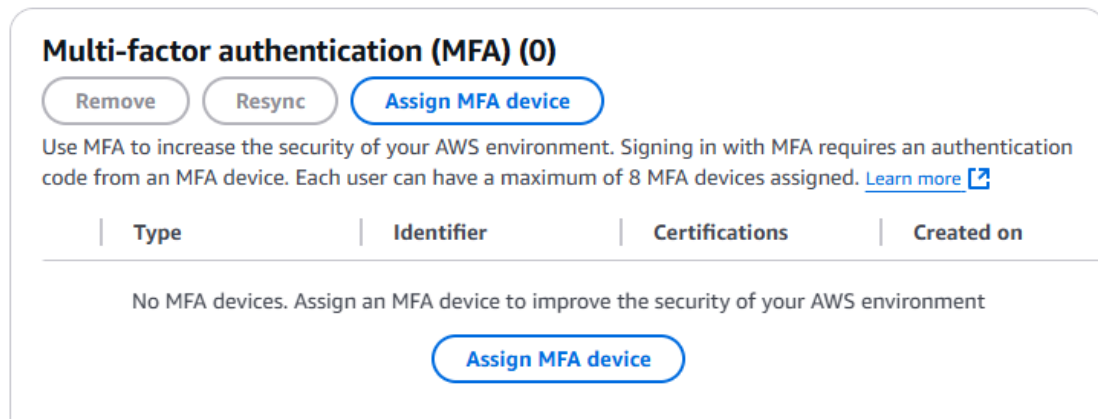 Multi-factor authentication (MFA) (0)
Remove Resync Assign MFA device
Use MFA to increase the security of your AWS environment. Signing in with MFA requires an authentication
code from an MFA device. Each user can have a maximum of 8 MFA devices assigned. Learn more
Type Identifier Certifications Created on
No MFA devices. Assign an MFA device to improve the security of your AWS environment
Assign MFA device